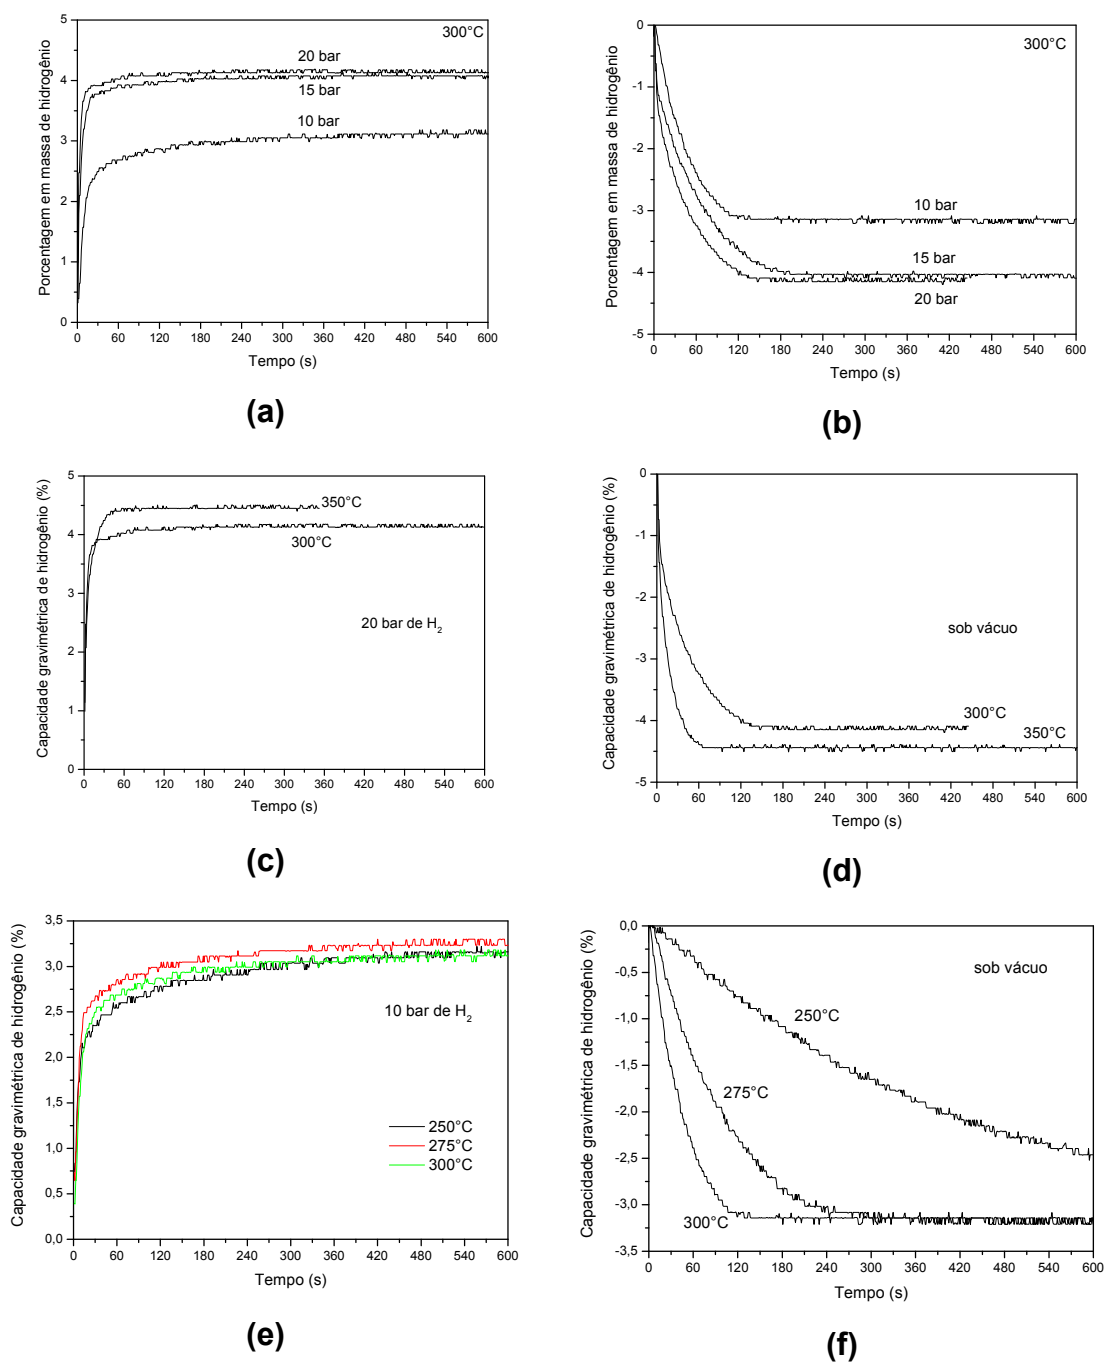 5
4
3
2
1
0
Porcentagem em massa de hidrogênio
300°C
20 bar
15 bar
10 bar
0 60 120 180 240 300 360 420 480 540 600
Tempo (s)
(a)
0
-1
-2
-3
-4
-5
Porcentagem em massa de hidrogênio
300°C
10 bar
15 bar
20 bar
0 60 120 180 240 300 360 420 480 540 600
Tempo (s)
(b)
5
4
3
2
1
0
Capacidade gravimétrica de hidrogênio (%)
350°C
300°C
20 bar de H₂
0 60 120 180 240 300 360 420 480 540 600
Tempo (s)
(c)
0
-1
-2
-3
-4
-5
Capacidade gravimétrica de hidrogênio (%)
sob vácuo
300°C
350°C
0 60 120 180 240 300 360 420 480 540 600
Tempo (s)
(d)
3,5
3,0
2,5
2,0
1,5
1,0
0,5
0,0
Capacidade gravimétrica de hidrogênio (%)
10 bar de H₂
250°C
275°C
300°C
0 60 120 180 240 300 360 420 480 540 600
Tempo (s)
(e)
0,0
-0,5
-1,0
-1,5
-2,0
-2,5
-3,0
-3,5
Capacidade gravimétrica de hidrogênio (%)
sob vácuo
250°C
275°C
300°C
0 60 120 180 240 300 360 420 480 540 600
Tempo (s)
(f)